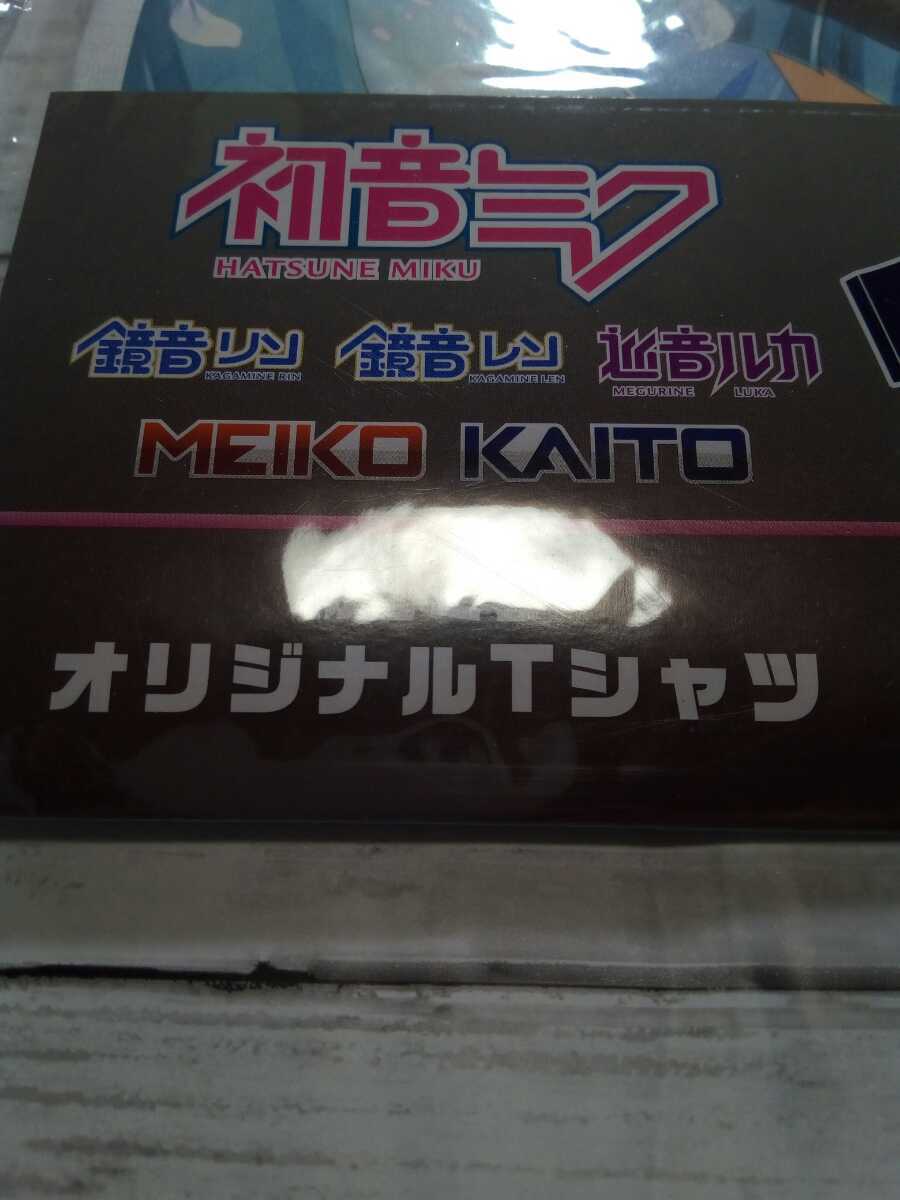 初音ミク
HATSUNE MIKU
鏡音リン 鏡音レン 巡音ルカ
KAGAMINE RIN KAGAMINE LEN MEGURINE LUKA
MEIKO KAITO
オリジナルTシャツ